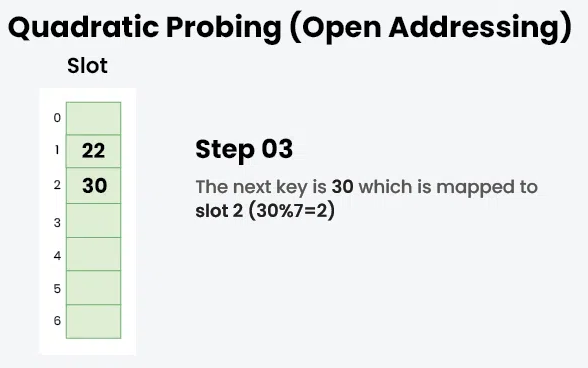 Quadratic Probing (Open Addressing)
Slot
0
1 22
2 30
3
4
5
6
Step 03
The next key is 30 which is mapped to
slot 2 (30%7=2)